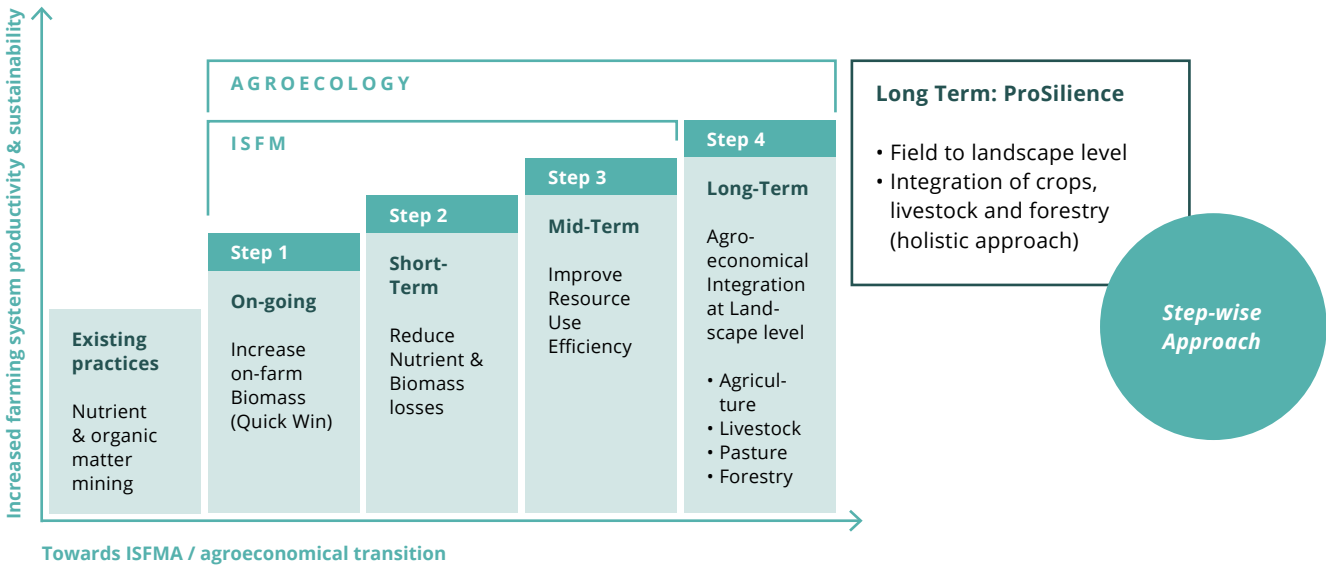 Increased farming system productivity & sustainability
AGROECOLOGY
ISFM
Existing
practices
Nutrient
& organic
matter
mining
Step 1
On-going
Increase
on-farm
Biomass
(Quick Win)
Step 2
Short-
Term
Reduce
Nutrient &
Biomass
losses
Step 3
Mid-Term
Improve
Resource
Use
Efficiency
Step 4
Long-Term
Agro-
economical
Integration
at Land-
scape level
• Agricul-
ture
• Livestock
• Pasture
• Forestry
Long Term: ProSilience
• Field to landscape level
• Integration of crops,
livestock and forestry
(holistic approach)
Step-wise
Approach
Towards ISFMA / agroeconomical transition